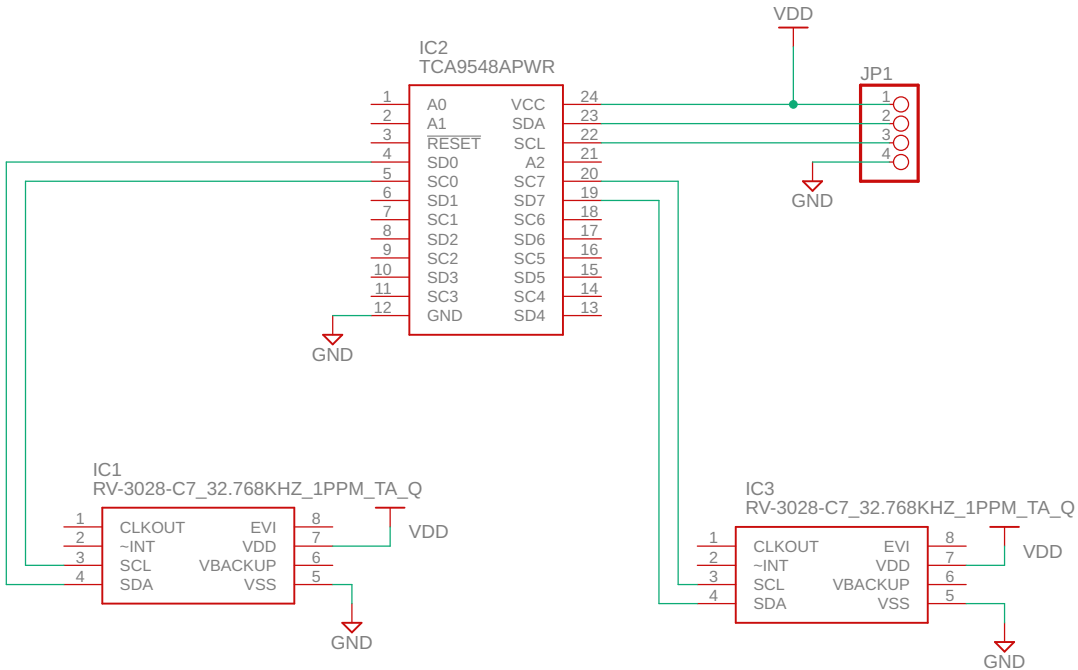 VDD
IC2
TCA9548APWR
JP1
1 A0 VCC 24 1
2 A1 SDA 23 2
3 RESET SCL 22 3
4 SD0 A2 21 4
5 SC0 SC7 20
6 SD1 SD7 19
7 SC1 SC6 18
8 SD2 SD6 17
9 SC2 SC5 16
10 SD3 SD5 15
11 SC3 SC4 14
12 GND SD4 13
GND
GND
IC1
RV-3028-C7_32.768KHZ_1PPM_TA_Q
1 CLKOUT EVI 8
2 ~INT VDD 7
3 SCL VBACKUP 6
4 SDA VSS 5
VDD
GND
IC3
RV-3028-C7_32.768KHZ_1PPM_TA_Q
1 CLKOUT EVI 8
2 ~INT VDD 7
3 SCL VBACKUP 6
4 SDA VSS 5
VDD
GND